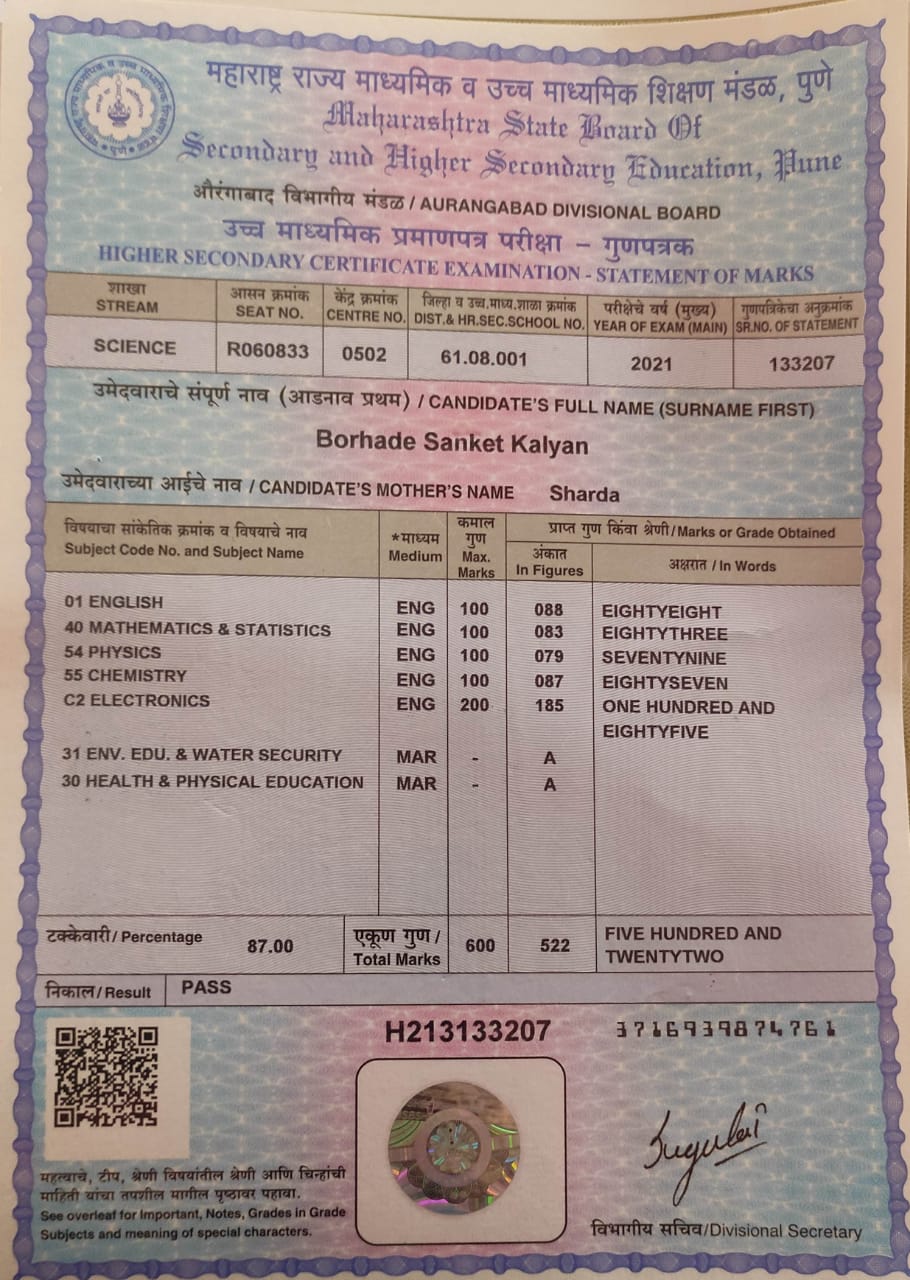 महाराष्ट्र राज्य माध्यमिक व उच्च माध्यमिक शिक्षण मंडळ, पुणे
Maharashtra State Board Of
Secondary and Higher Secondary Education, Pune
औरंगाबाद विभागीय मंडळ / AURANGABAD DIVISIONAL BOARD
उच्च माध्यमिक प्रमाणपत्र परीक्षा – गुणपत्रक
HIGHER SECONDARY CERTIFICATE EXAMINATION - STATEMENT OF MARKS
शाखा STREAM
आसन क्रमांक SEAT NO.
केंद्र क्रमांक CENTRE NO.
जिल्हा व उच्च.माध्य.शाळा क्रमांक DIST.& HR.SEC.SCHOOL NO.
परीक्षेचे वर्ष (मुख्य) YEAR OF EXAM (MAIN)
गुणपत्रिकेचा अनुक्रमांक SR.NO. OF STATEMENT
SCIENCE R060833 0502 61.08.001 2021 133207
उमेदवाराचे संपूर्ण नाव (आडनाव प्रथम) / CANDIDATE'S FULL NAME (SURNAME FIRST)
Borhade Sanket Kalyan
उमेदवाराच्या आईचे नाव / CANDIDATE'S MOTHER'S NAME Sharda
विषयाचा सांकेतिक क्रमांक व विषयाचे नाव
Subject Code No. and Subject Name
*माध्यम
Medium
कमाल
गुण
Max.
Marks
प्राप्त गुण किंवा श्रेणी/Marks or Grade Obtained
अंकात
In Figures
अक्षरात / In Words
01 ENGLISH ENG 100 088 EIGHTYEIGHT
40 MATHEMATICS & STATISTICS ENG 100 083 EIGHTYTHREE
54 PHYSICS ENG 100 079 SEVENTYNINE
55 CHEMISTRY ENG 100 087 EIGHTYSEVEN
C2 ELECTRONICS ENG 200 185 ONE HUNDRED AND
EIGHTYFIVE
31 ENV. EDU. & WATER SECURITY MAR - A
30 HEALTH & PHYSICAL EDUCATION MAR - A
टक्केवारी/ Percentage 87.00
एकूण गुण /
Total Marks
600 522 FIVE HUNDRED AND
TWENTYTWO
निकाल/ Result PASS
H213133207
3716939874761
महत्वाचे, टीप, श्रेणी विषयांतील श्रेणी आणि चिन्हांची
माहिती यांचा तपशील मागील पृष्ठावर पहावा.
See overleaf for Important, Notes, Grades in Grade
Subjects and meaning of special characters.
विभागीय सचिव/Divisional Secretary